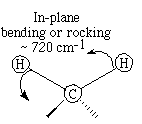 In-plane
bending or rocking
~ 720 cm⁻¹
H
H
C